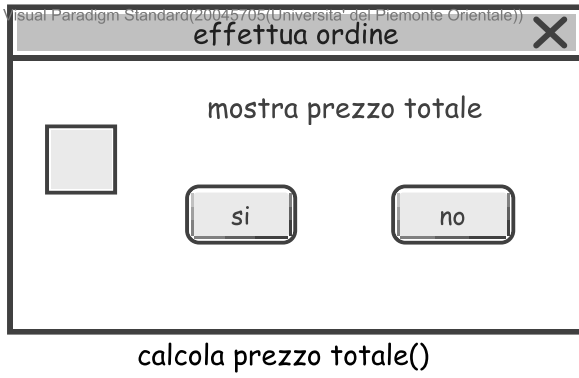 Visual Paradigm Standard(20045705(Universita' del Piemonte Orientale))
effettua ordine
mostra prezzo totale
si
no
calcola prezzo totale()